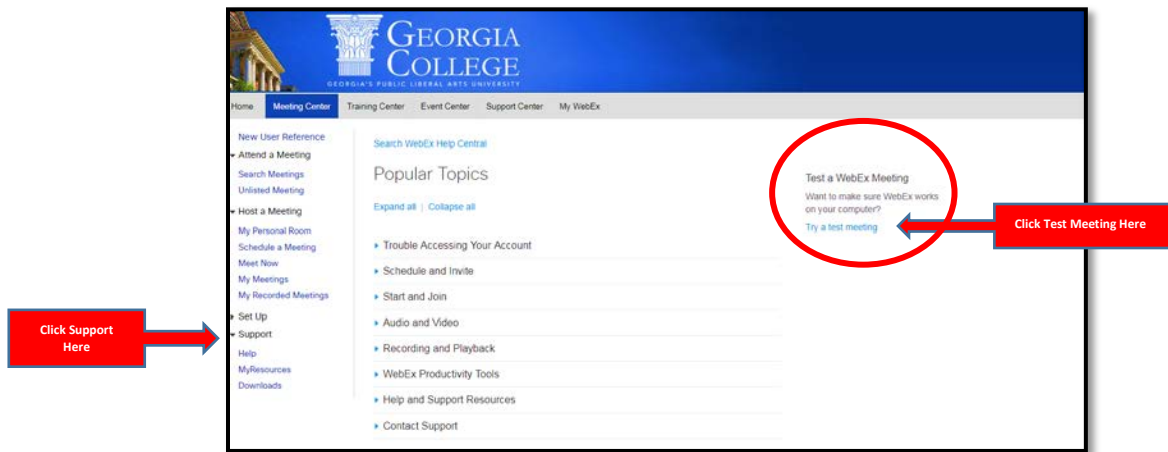 GEORGIA
COLLEGE
GEORGIA'S PUBLIC LIBERAL ARTS UNIVERSITY
Home Meeting Center Training Center Event Center Support Center My WebEx
New User Reference
Attend a Meeting
Search Meetings
Unlisted Meeting
Host a Meeting
My Personal Room
Schedule a Meeting
Meet Now
My Meetings
My Recorded Meetings
Set Up
Support
Help
MyResources
Downloads
Click Support
Here
Search WebEx Help Central
Popular Topics
Expand all | Collapse all
Trouble Accessing Your Account
Schedule and Invite
Start and Join
Audio and Video
Recording and Playback
WebEx Productivity Tools
Help and Support Resources
Contact Support
Test a WebEx Meeting
Want to make sure WebEx works
on your computer?
Try a test meeting
Click Test Meeting Here